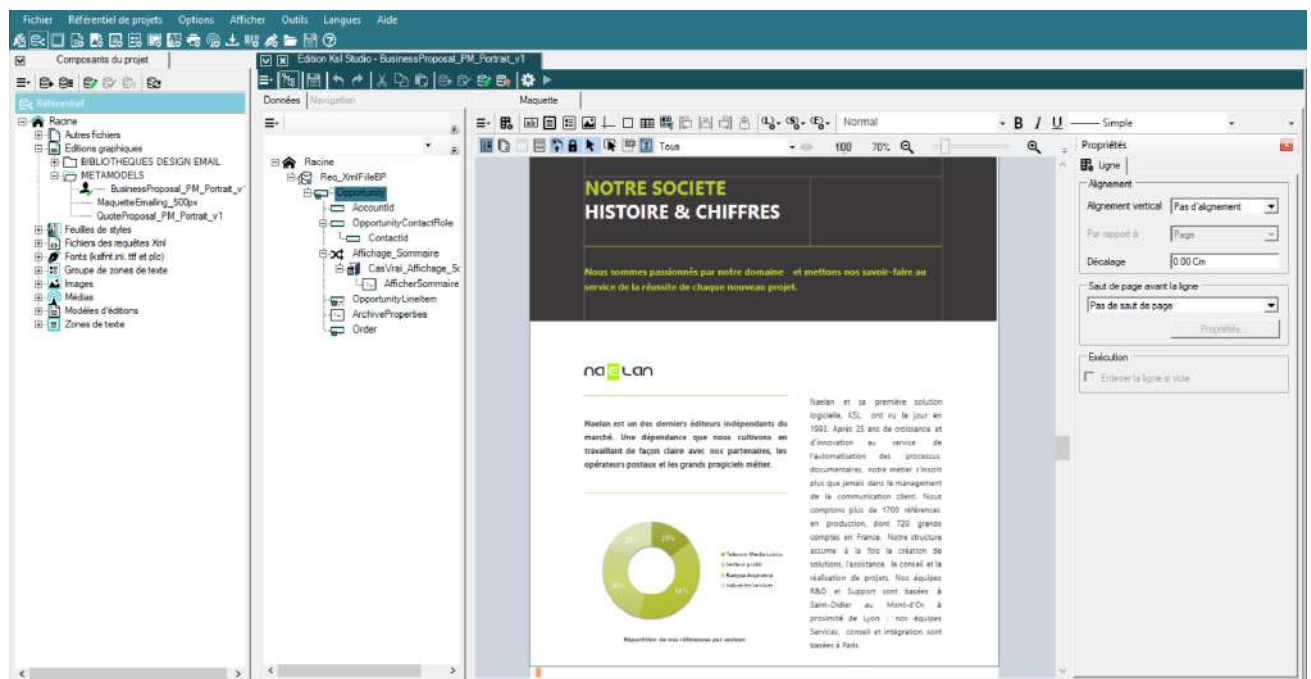 Fichier Référentiel de projets Options Afficher Outils Langues Aide
Composants du projet
Edition Ksl Studio - BusinessProposal_PM_Portrait_v1
Référentiel
Données Navigation
Maquette
Normal
B I U
Simple
Tous
100 70%
Racine
Autres fichiers
Editions graphiques
BIBLIOTHEQUES DESIGN EMAIL
METAMODELS
BusinessProposal_PM_Portrait_v
MaquetteEmailing_500px
QuoteProposal_PM_Portrait_v1
Feuilles de styles
Fichiers des requêtes Xml
Fonts (ksfnt.ini, ttf et plc)
Groupe de zones de texte
Images
Médias
Modèles d'éditions
Zones de texte
Racine
Req_XmlFileBP
Opportunity
AccountId
OpportunityContactRole
ContactId
Affichage_Sommaire
CasVrai_Affichage_Sc
AfficherSommaire
OpportunityLineItem
ArchiveProperties
Order
NOTRE SOCIETE
HISTOIRE & CHIFFRES
Nous sommes passionnés par notre domaine et mettons nos savoir-faire au
service de la réussite de chaque nouveau projet.
naelan
Naelan est un des derniers éditeurs indépendants du
marché. Une dépendance que nous cultivons en
travaillant de façon claire avec nos partenaires, les
opérateurs postaux et les grands progiciels métier.
Répartition de nos références par secteur
Naelan et sa première solution
logicielle, KSL, ont vu le jour en
1993. Après 25 ans de croissance et
d'innovation au service de
l'automatisation des processus
documentaires, notre métier s'inscrit
plus que jamais dans le management
de la communication client. Nous
comptons plus de 1700 références
en production, dont 720 grands
comptes en France. Notre structure
assume à la fois la création de
solutions, l'assistance, le conseil et la
réalisation de projets. Nos équipes
R&D et Support sont basées à
Saint-Didier au Mont-d'Or, à
proximité de Lyon ; nos équipes
Services, conseil et intégration sont
basées à Paris.
Propriétés
Ligne
Alignement
Alignement vertical Pas d'alignement
Par rapport à Page
Décalage 0.00 Cm
Saut de page avant la ligne
Pas de saut de page
Propriétés...
Exécution
Enlever la ligne si vide